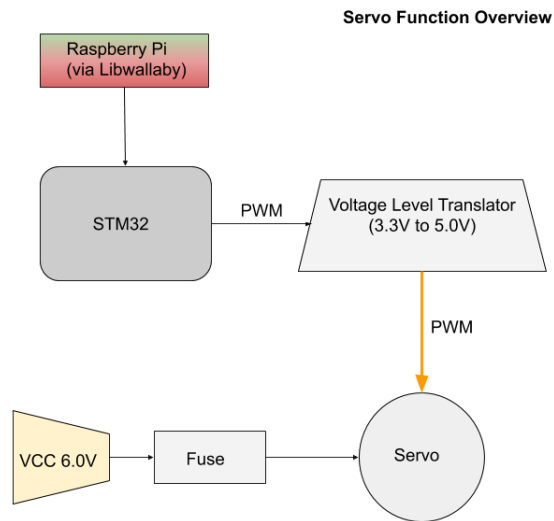 Servo Function Overview
Raspberry Pi
(via Libwallaby)
STM32
PWM
Voltage Level Translator
(3.3V to 5.0V)
PWM
VCC 6.0V
Fuse
Servo